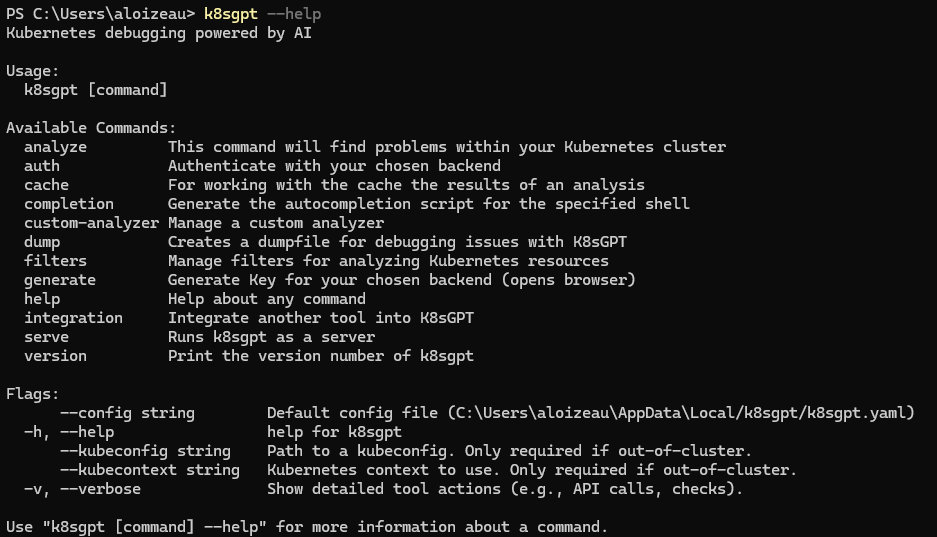 PS C:\Users\aloizeau> k8sgpt --help
Kubernetes debugging powered by AI

Usage:
  k8sgpt [command]

Available Commands:
  analyze         This command will find problems within your Kubernetes cluster
  auth            Authenticate with your chosen backend
  cache           For working with the cache the results of an analysis
  completion      Generate the autocompletion script for the specified shell
  custom-analyzer Manage a custom analyzer
  dump            Creates a dumpfile for debugging issues with K8sGPT
  filters         Manage filters for analyzing Kubernetes resources
  generate        Generate Key for your chosen backend (opens browser)
  help            Help about any command
  integration     Integrate another tool into K8sGPT
  serve           Runs k8sgpt as a server
  version         Print the version number of k8sgpt

Flags:
      --config string        Default config file (C:\Users\aloizeau\AppData\Local/k8sgpt/k8sgpt.yaml)
  -h, --help                 help for k8sgpt
      --kubeconfig string    Path to a kubeconfig. Only required if out-of-cluster.
      --kubecontext string   Kubernetes context to use. Only required if out-of-cluster.
  -v, --verbose              Show detailed tool actions (e.g., API calls, checks).

Use "k8sgpt [command] --help" for more information about a command.